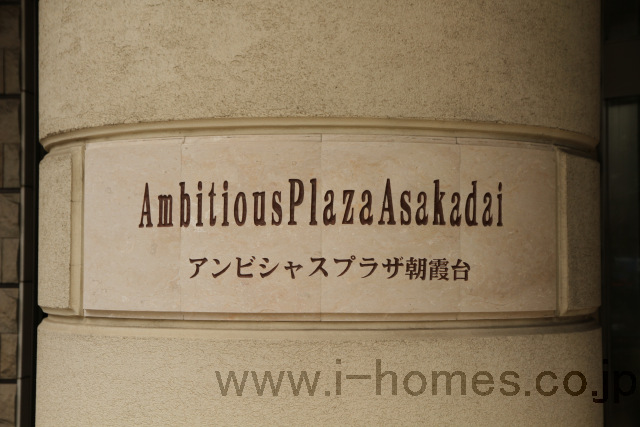 AmbitiousPlazaAsakadai
アンビシャスプラザ朝霞台
www.i-homes.co.jp